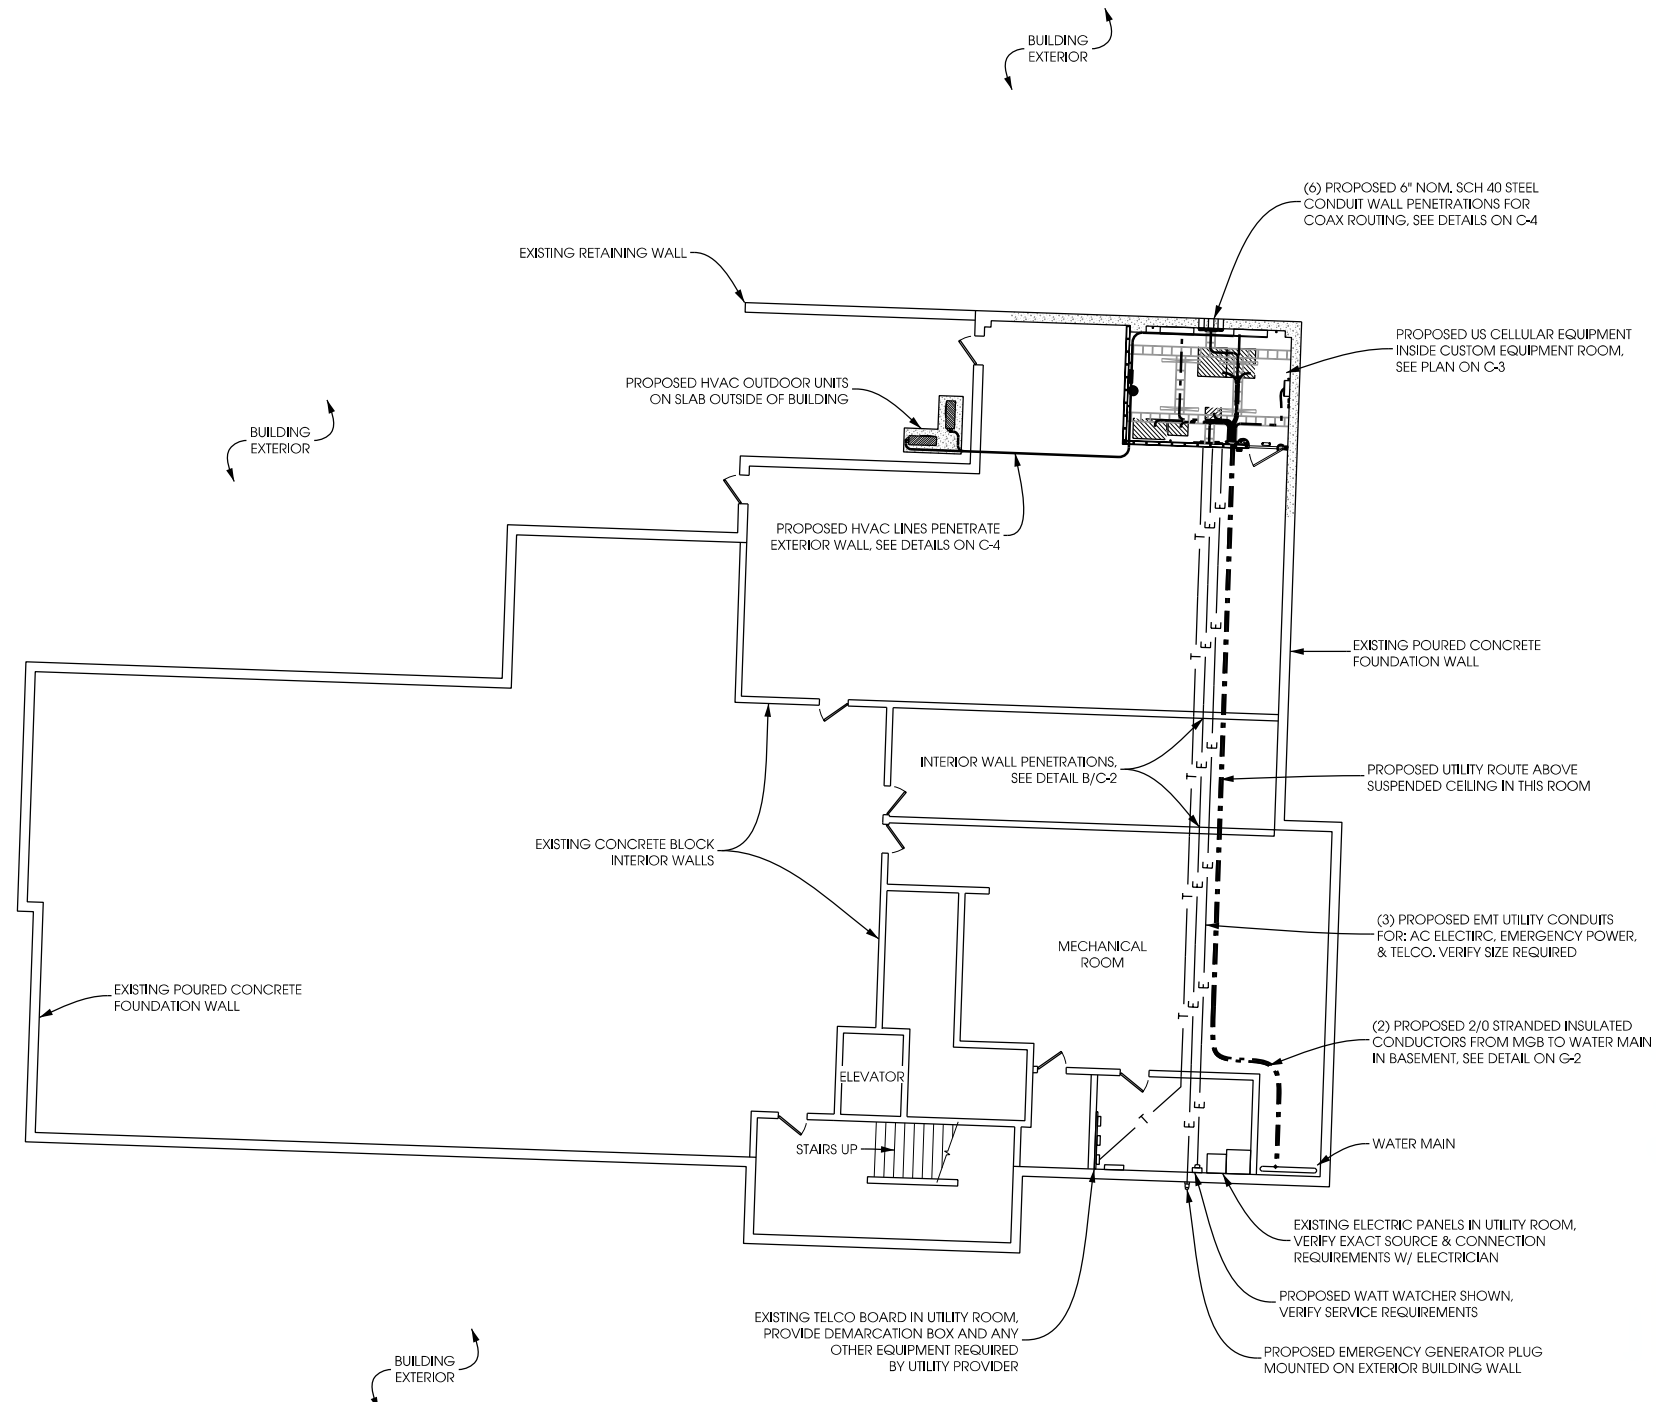 BUILDING
EXTERIOR
(6) PROPOSED 6" NOM. SCH 40 STEEL
CONDUIT WALL PENETRATIONS FOR
COAX ROUTING, SEE DETAILS ON C-4
EXISTING RETAINING WALL
PROPOSED US CELLULAR EQUIPMENT
INSIDE CUSTOM EQUIPMENT ROOM,
SEE PLAN ON C-3
PROPOSED HVAC OUTDOOR UNITS
ON SLAB OUTSIDE OF BUILDING
BUILDING
EXTERIOR
PROPOSED HVAC LINES PENETRATE
EXTERIOR WALL, SEE DETAILS ON C-4
T E E
T E E
EXISTING POURED CONCRETE
FOUNDATION WALL
INTERIOR WALL PENETRATIONS,
SEE DETAIL B/C-2
T E E
PROPOSED UTILITY ROUTE ABOVE
SUSPENDED CEILING IN THIS ROOM
EXISTING CONCRETE BLOCK
INTERIOR WALLS
T E E
(3) PROPOSED EMT UTILITY CONDUITS
FOR: AC ELECTIRC, EMERGENCY POWER,
& TELCO. VERIFY SIZE REQUIRED
MECHANICAL
ROOM
EXISTING POURED CONCRETE
FOUNDATION WALL
T E E
(2) PROPOSED 2/0 STRANDED INSULATED
CONDUCTORS FROM MGB TO WATER MAIN
IN BASEMENT, SEE DETAIL ON G-2
ELEVATOR
T E E
STAIRS UP
WATER MAIN
EXISTING ELECTRIC PANELS IN UTILITY ROOM,
VERIFY EXACT SOURCE & CONNECTION
REQUIREMENTS W/ ELECTRICIAN
PROPOSED WATT WATCHER SHOWN,
VERIFY SERVICE REQUIREMENTS
EXISTING TELCO BOARD IN UTILITY ROOM,
PROVIDE DEMARCATION BOX AND ANY
OTHER EQUIPMENT REQUIRED
BY UTILITY PROVIDER
PROPOSED EMERGENCY GENERATOR PLUG
MOUNTED ON EXTERIOR BUILDING WALL
BUILDING
EXTERIOR